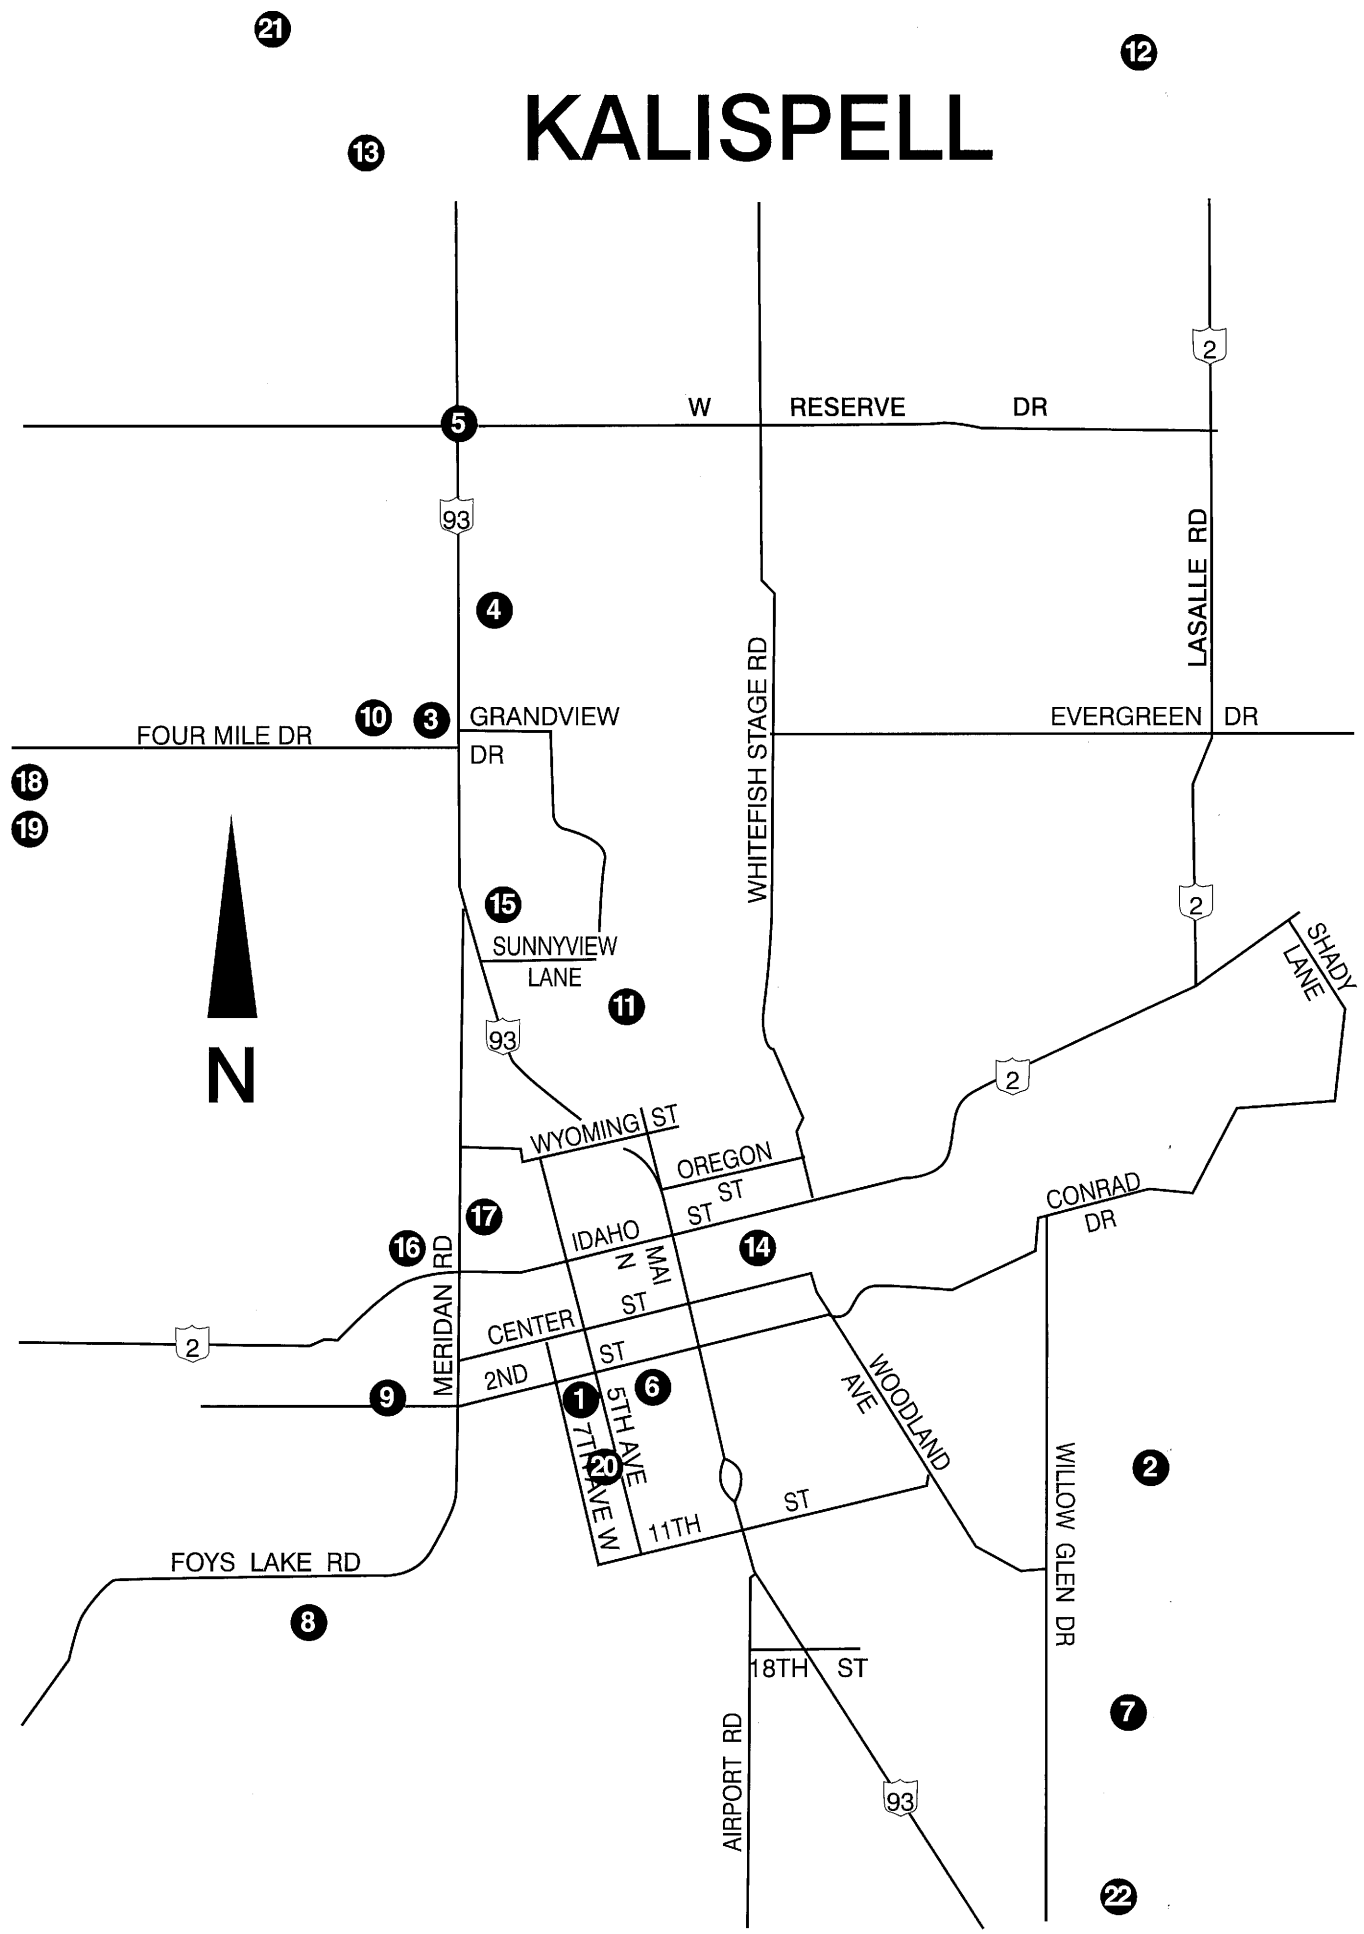 21
12
KALISPELL
13
2
W RESERVE DR
5
93
LASALLE RD
4
WHITEFISH STAGE RD
10
3
GRANDVIEW
DR
EVERGREEN DR
FOUR MILE DR
18
19
15
2
SUNNYVIEW
LANE
SHADY
LANE
11
93
N
2
WYOMING ST
OREGON
ST
CONRAD
DR
17
16
IDAHO ST
N MAI
14
MERIDAN RD
2
CENTER ST
2ND ST
9
1
6
5TH AVE
7TH AVE W
20
WOODLAND
AVE
2
WILLOW GLEN DR
11TH ST
FOYS LAKE RD
8
18TH ST
7
AIRPORT RD
93
22